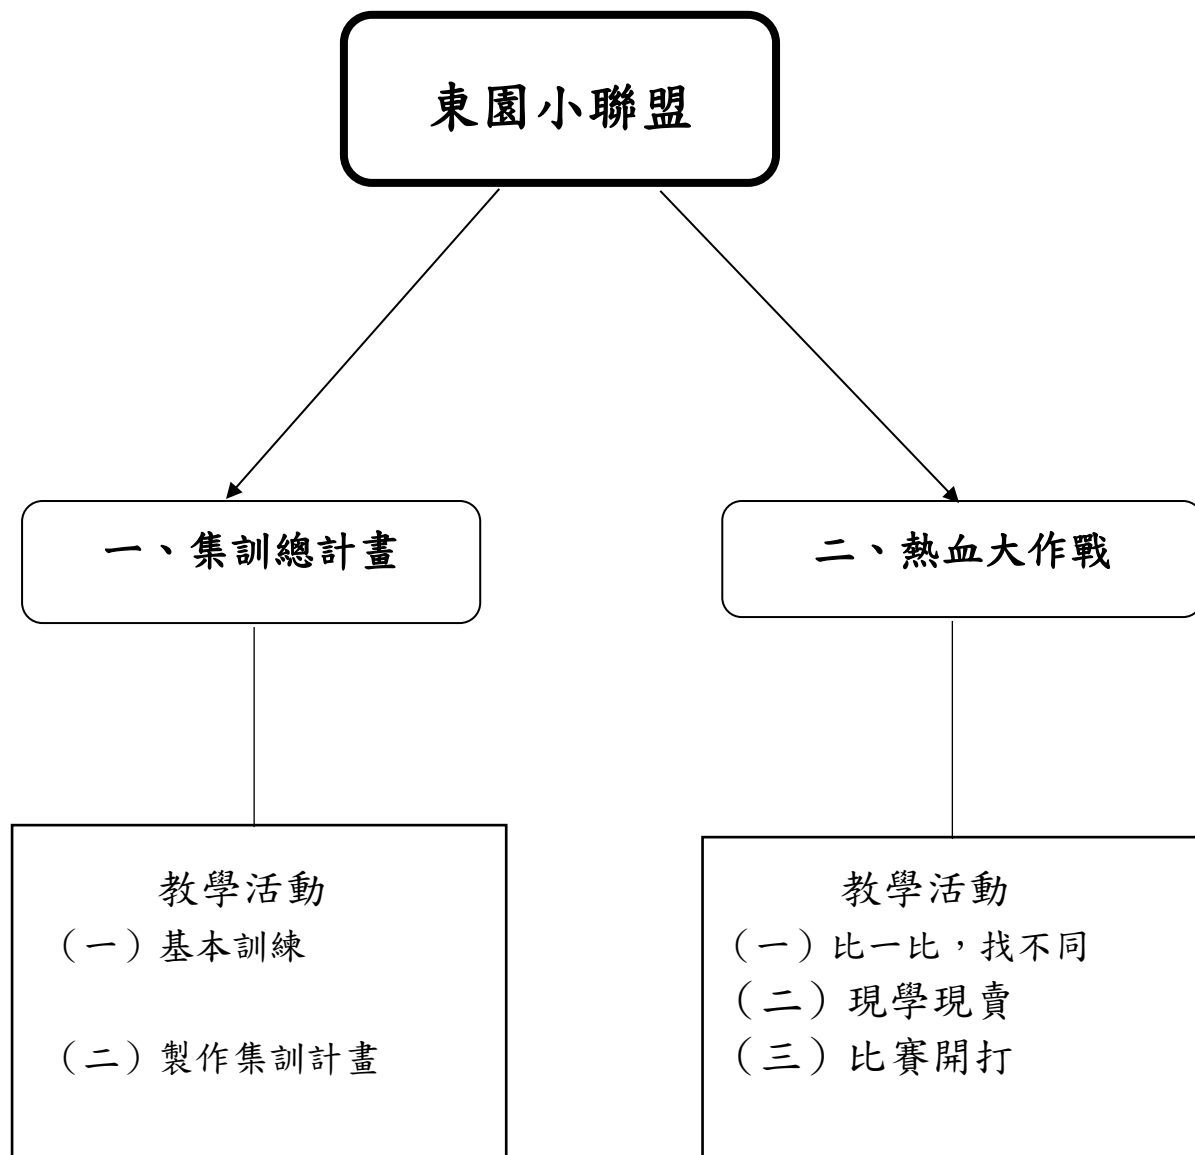 東園小聯盟
一、集訓總計畫
教學活動
（一）基本訓練
（二）製作集訓計畫
二、熱血大作戰
教學活動
（一）比一比，找不同
（二）現學現賣
（三）比賽開打